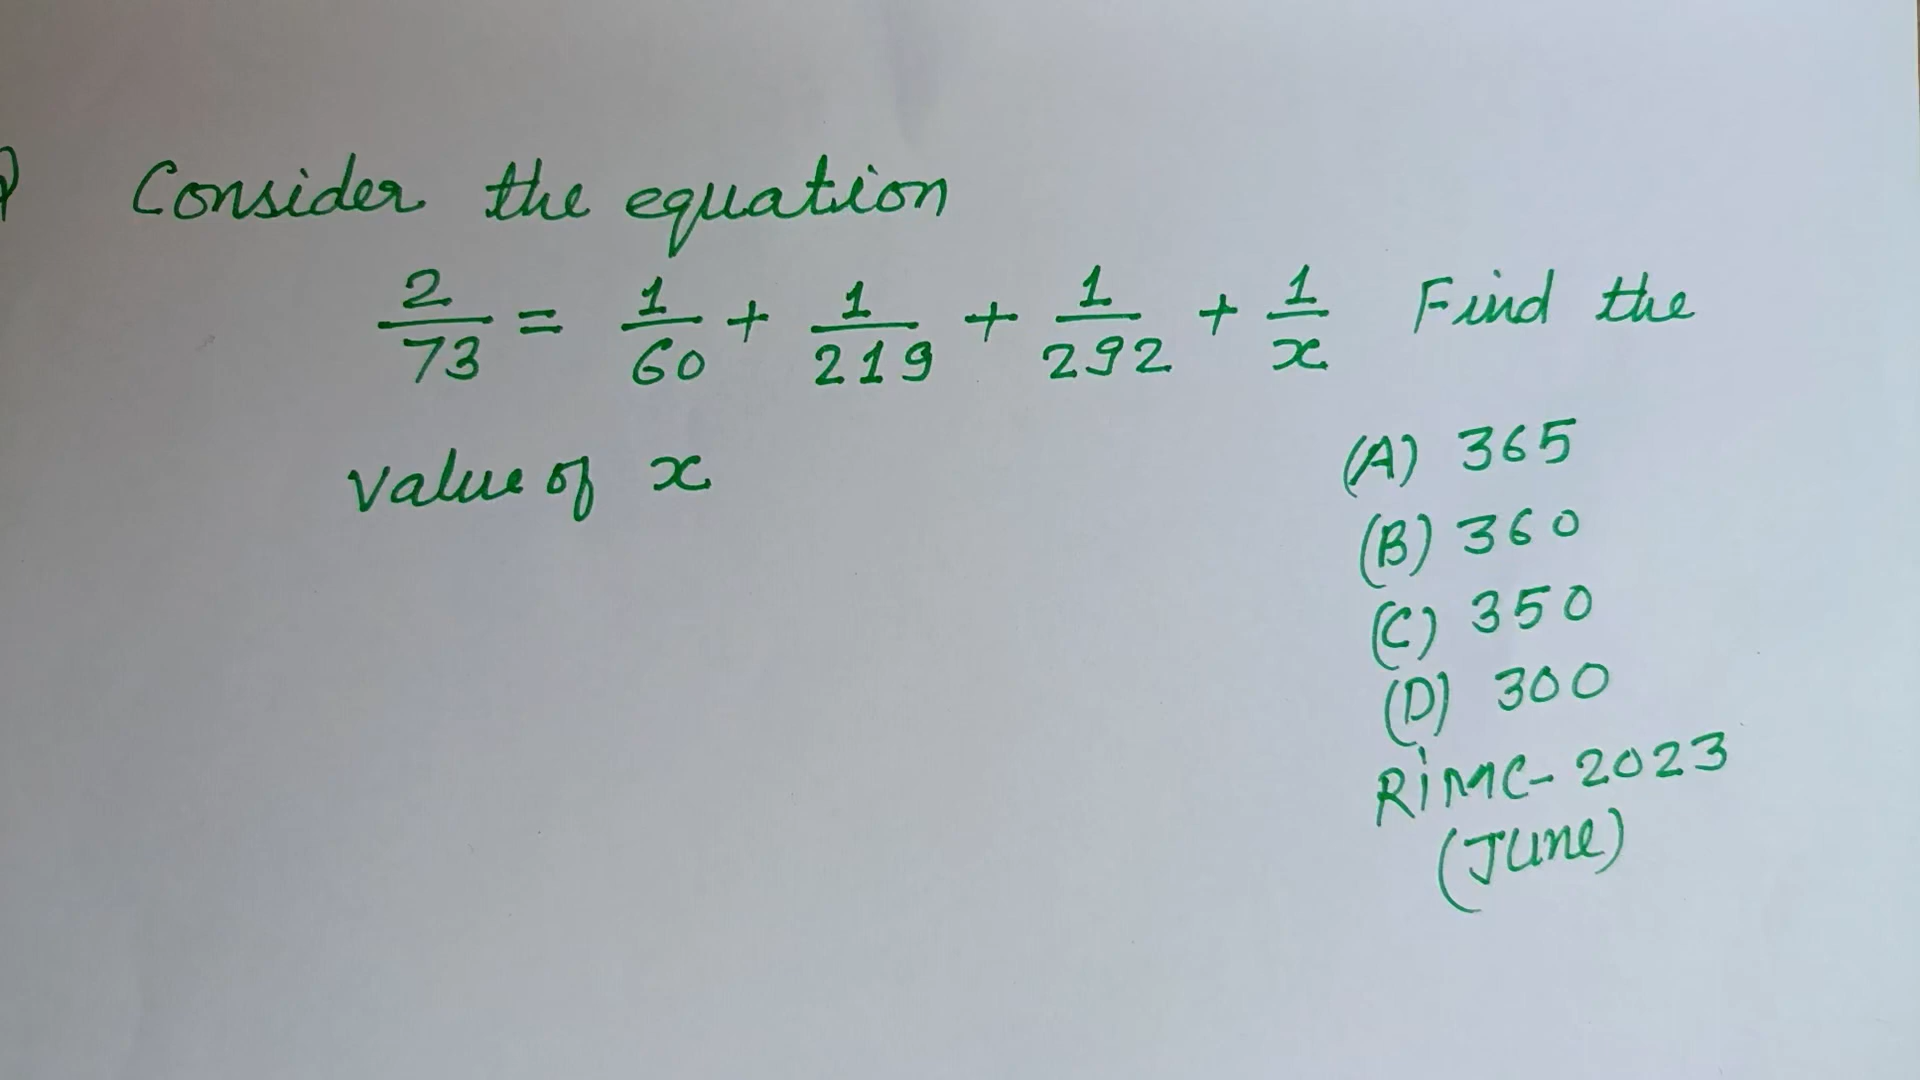 Consider the equation
2/73 = 1/60 + 1/219 + 1/292 + 1/x Find the
value of x
(A) 365
(B) 360
(C) 350
(D) 300
RiMC-2023
(June)